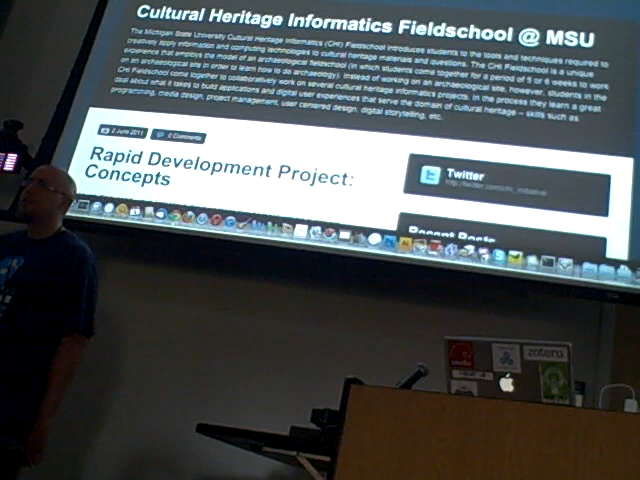 Cultural Heritage Informatics Fieldschool @ MSU
The Michigan State University Cultural Heritage Informatics (CHI) Fieldschool introduces students to the tools and techniques required to
creatively apply information and computing technologies to cultural heritage materials and questions. The CHI Fieldschool is a unique
experience that employs the model of an archaeological fieldschool (in which students come together for a period of 5 or 6 weeks to work
on an archaeological site in order to learn how to do archaeology). Instead of working on an archaeological site, however, students in the
CHI Fieldschool come together to collaboratively work on several cultural heritage informatics projects. In the process they learn a great
deal about what it takes to build applications and digital user experiences that serve the domain of cultural heritage – skills such as
programming, media design, project management, user centered design, digital storytelling, etc.
2 June 2011
0 Comments
Rapid Development Project:
Concepts
Twitter
http://twitter.com/chi_initiative
Recent Posts
zotero